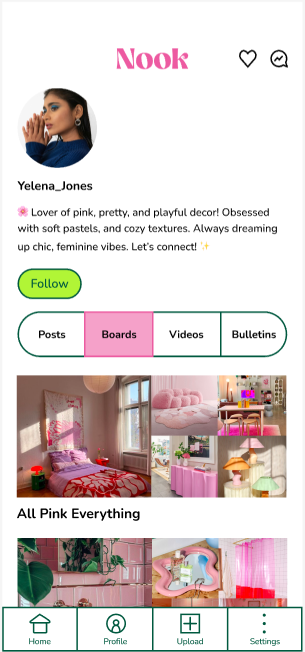 Nook
Yelena_Jones
🌸 Lover of pink, pretty, and playful decor! Obsessed
with soft pastels, and cozy textures. Always dreaming
up chic, feminine vibes. Let's connect! ✨
Follow
Posts
Boards
Videos
Bulletins
All Pink Everything
Home
Profile
Upload
Settings